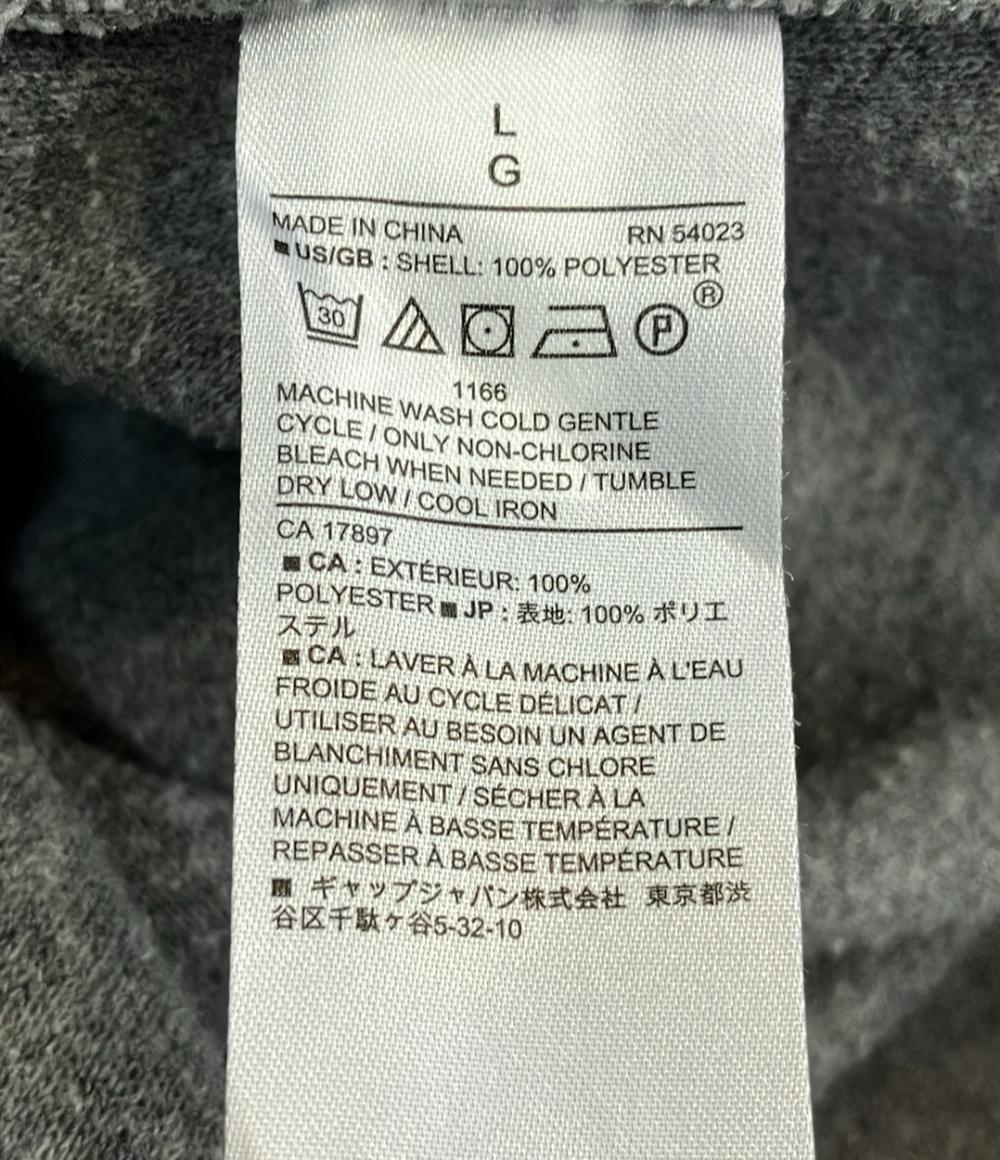 L
G
MADE IN CHINA RN 54023
■ US/GB : SHELL: 100% POLYESTER
30 P ®
1166
MACHINE WASH COLD GENTLE
CYCLE / ONLY NON-CHLORINE
BLEACH WHEN NEEDED / TUMBLE
DRY LOW / COOL IRON
CA 17897
■ CA : EXTÉRIEUR: 100%
POLYESTER ■ JP : 表地: 100% ポリエ
ステル
■ CA : LAVER À LA MACHINE À L'EAU
FROIDE AU CYCLE DÉLICAT /
UTILISER AU BESOIN UN AGENT DE
BLANCHIMENT SANS CHLORE
UNIQUEMENT / SÉCHER À LA
MACHINE À BASSE TEMPÉRATURE /
REPASSER À BASSE TEMPÉRATURE
■ ギャップジャパン株式会社 東京都渋
谷区千駄ヶ谷5-32-10